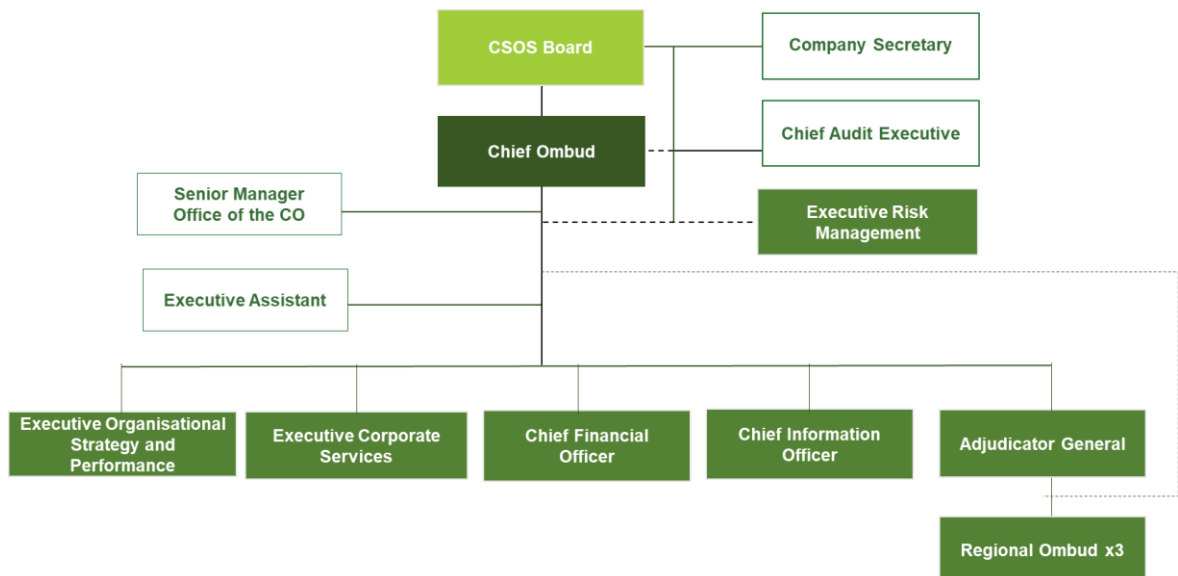 CSOS Board
Company Secretary
Chief Ombud
Chief Audit Executive
Senior Manager
Office of the CO
Executive Risk
Management
Executive Assistant
Executive Organisational
Strategy and
Performance
Executive Corporate
Services
Chief Financial
Officer
Chief Information
Officer
Adjudicator General
Regional Ombud x3